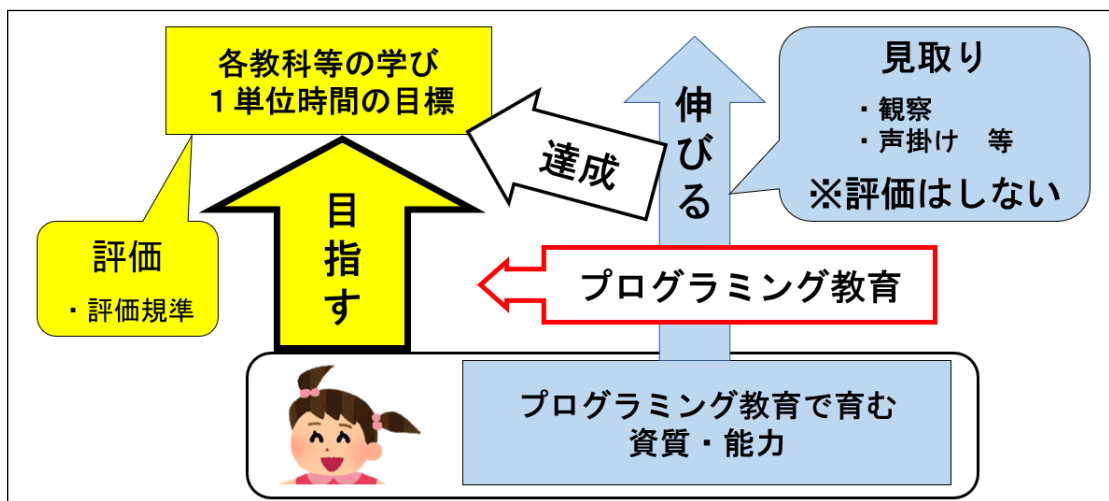 各教科等の学び
１単位時間の目標
評価
・評価規準
目指す
達成
伸びる
見取り
・観察
・声掛け　等
※評価はしない
プログラミング教育
プログラミング教育で育む
資質・能力